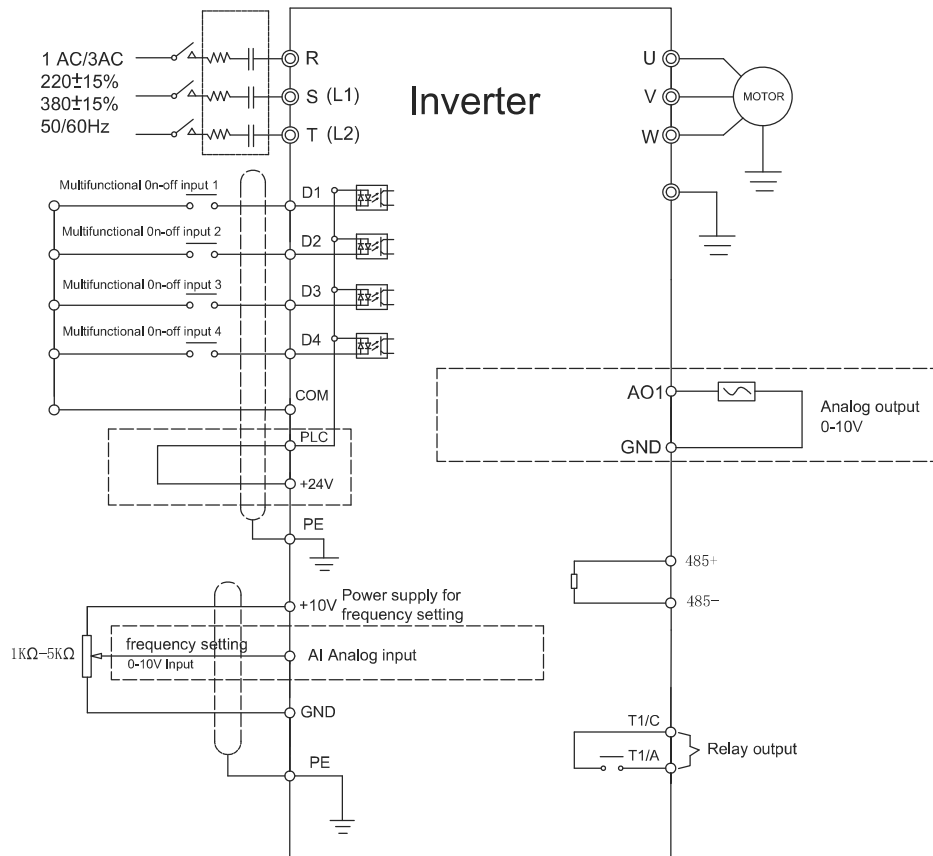 1 AC/3AC
220±15%
380±15%
50/60Hz
R
S (L1)
T (L2)
Inverter
U
V
W
MOTOR
Multifunctional 0n-off input 1
D1
Multifunctional 0n-off input 2
D2
Multifunctional 0n-off input 3
D3
Multifunctional 0n-off input 4
D4
COM
PLC
+24V
PE
AO1
GND
Analog output
0-10V
485+
485-
+10V
Power supply for
frequency setting
1KΩ-5KΩ
frequency setting
0-10V Input
AI Analog input
GND
PE
T1/C
T1/A
Relay output